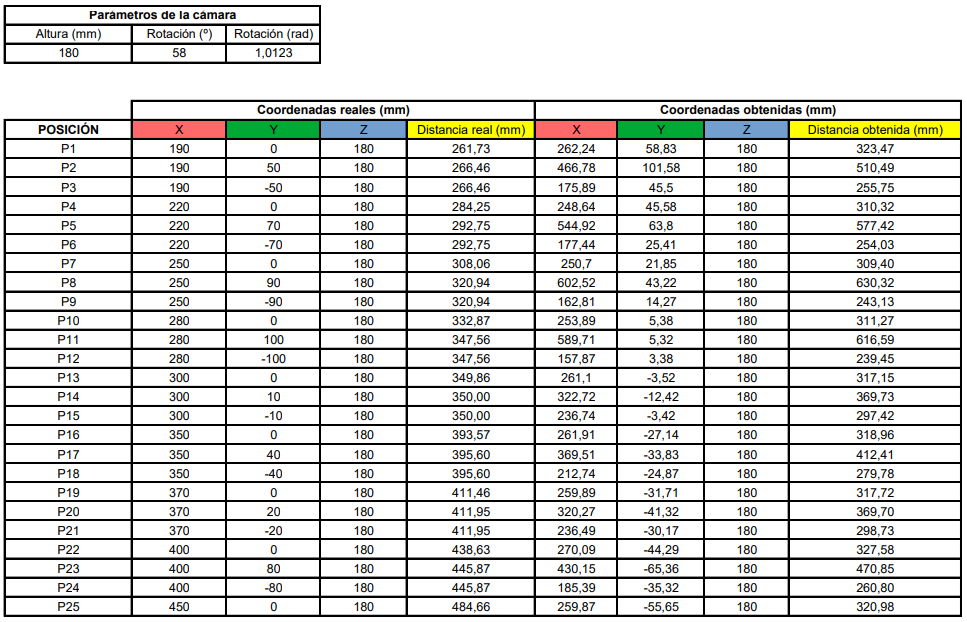 Parámetros de la cámara
Altura (mm) Rotación (º) Rotación (rad)
180 58 1,0123
Coordenadas reales (mm) Coordenadas obtenidas (mm)
POSICIÓN X Y Z Distancia real (mm) X Y Z Distancia obtenida (mm)
P1 190 0 180 261,73 262,24 58,83 180 323,47
P2 190 50 180 266,46 466,78 101,58 180 510,49
P3 190 -50 180 266,46 175,89 45,5 180 255,75
P4 220 0 180 284,25 248,64 45,58 180 310,32
P5 220 70 180 292,75 544,92 63,8 180 577,42
P6 220 -70 180 292,75 177,44 25,41 180 254,03
P7 250 0 180 308,06 250,7 21,85 180 309,40
P8 250 90 180 320,94 602,52 43,22 180 630,32
P9 250 -90 180 320,94 162,81 14,27 180 243,13
P10 280 0 180 332,87 253,89 5,38 180 311,27
P11 280 100 180 347,56 589,71 5,32 180 616,59
P12 280 -100 180 347,56 157,87 3,38 180 239,45
P13 300 0 180 349,86 261,1 -3,52 180 317,15
P14 300 10 180 350,00 322,72 -12,42 180 369,73
P15 300 -10 180 350,00 236,74 -3,42 180 297,42
P16 350 0 180 393,57 261,91 -27,14 180 318,96
P17 350 40 180 395,60 369,51 -33,83 180 412,41
P18 350 -40 180 395,60 212,74 -24,87 180 279,78
P19 370 0 180 411,46 259,89 -31,71 180 317,72
P20 370 20 180 411,95 320,27 -41,32 180 369,70
P21 370 -20 180 411,95 236,49 -30,17 180 298,73
P22 400 0 180 438,63 270,09 -44,29 180 327,58
P23 400 80 180 445,87 430,15 -65,36 180 470,85
P24 400 -80 180 445,87 185,39 -35,32 180 260,80
P25 450 0 180 484,66 259,87 -55,65 180 320,98